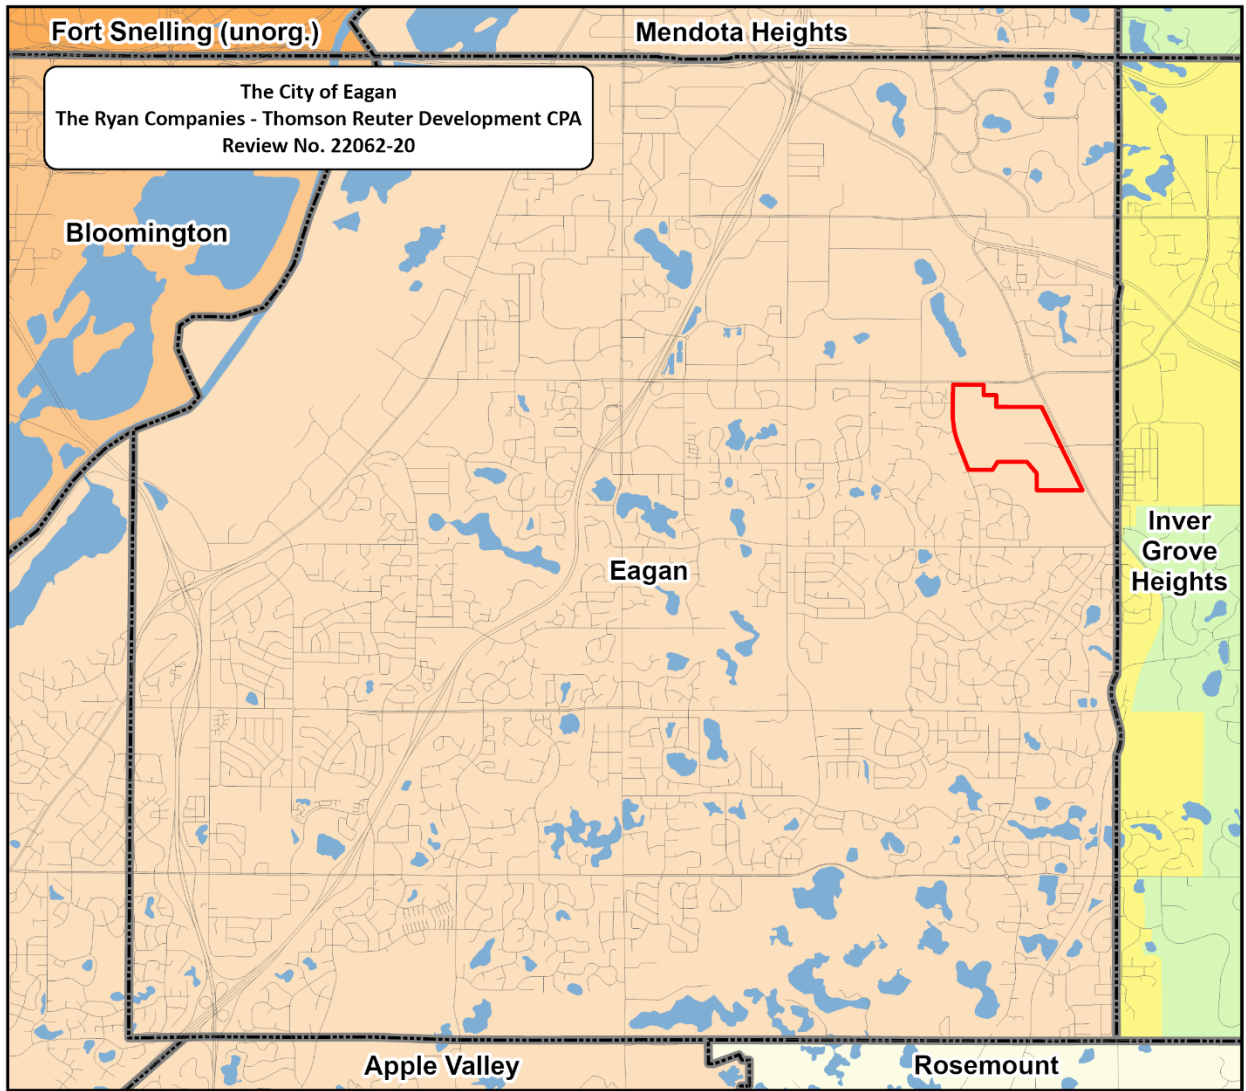 Fort Snelling (unorg.)
Mendota Heights
The City of Eagan
The Ryan Companies - Thomson Reuter Development CPA
Review No. 22062-20
Bloomington
Inver
Grove
Heights
Eagan
Apple Valley
Rosemount